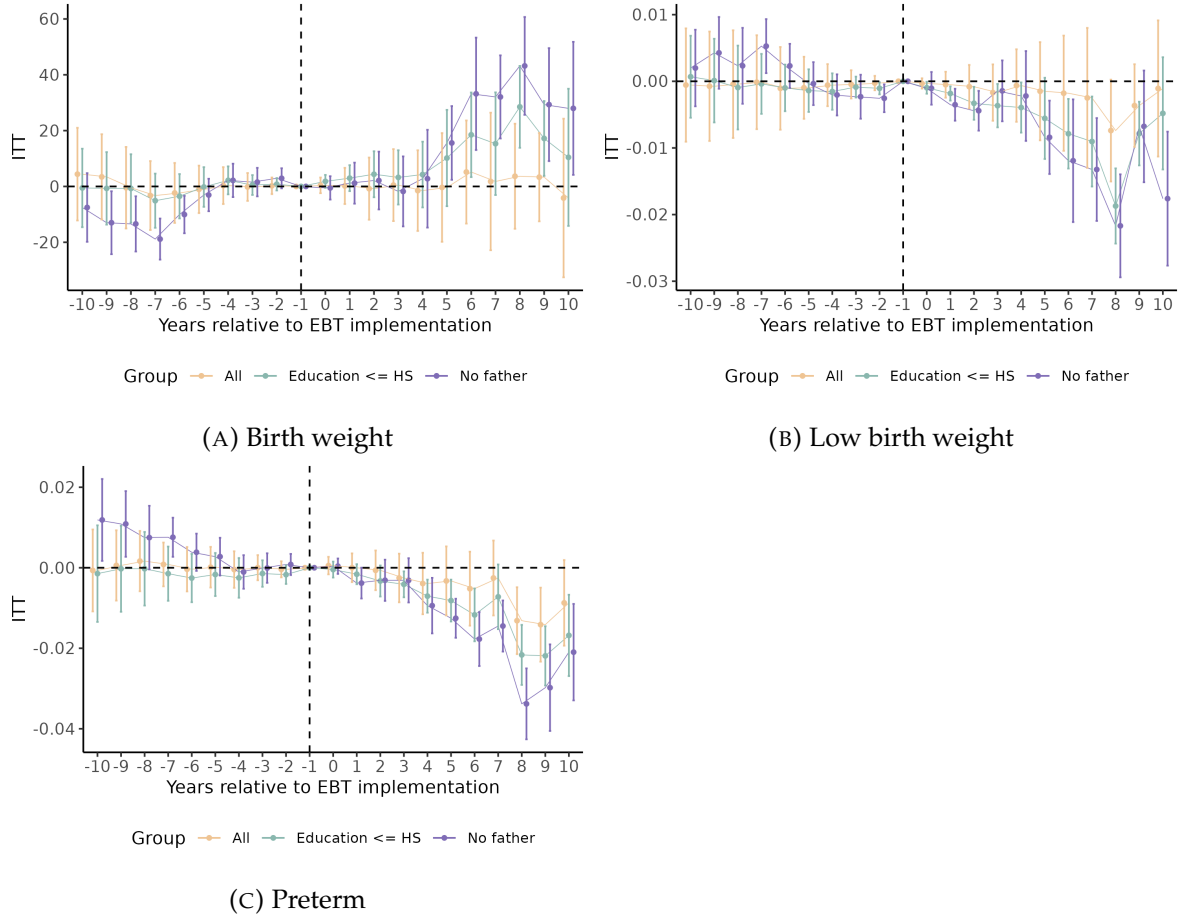 60
40
20
0
-20
ITT
-10 -9 -8 -7 -6 -5 -4 -3 -2 -1 0 1 2 3 4 5 6 7 8 9 10
Years relative to EBT implementation
Group All Education <= HS No father
(A) Birth weight
0.01
0.00
-0.01
-0.02
-0.03
ITT
-10 -9 -8 -7 -6 -5 -4 -3 -2 -1 0 1 2 3 4 5 6 7 8 9 10
Years relative to EBT implementation
Group All Education <= HS No father
(B) Low birth weight
0.02
0.00
-0.02
-0.04
ITT
-10 -9 -8 -7 -6 -5 -4 -3 -2 -1 0 1 2 3 4 5 6 7 8 9 10
Years relative to EBT implementation
Group All Education <= HS No father
(C) Preterm